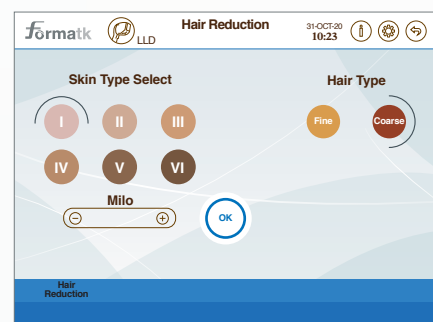 formatk
LLD
Hair Reduction
31-OCT-20
10:23
Skin Type Select
Hair Type
I
II
III
Fine
Coarse
IV
V
VI
Milo
OK
Hair
Reduction